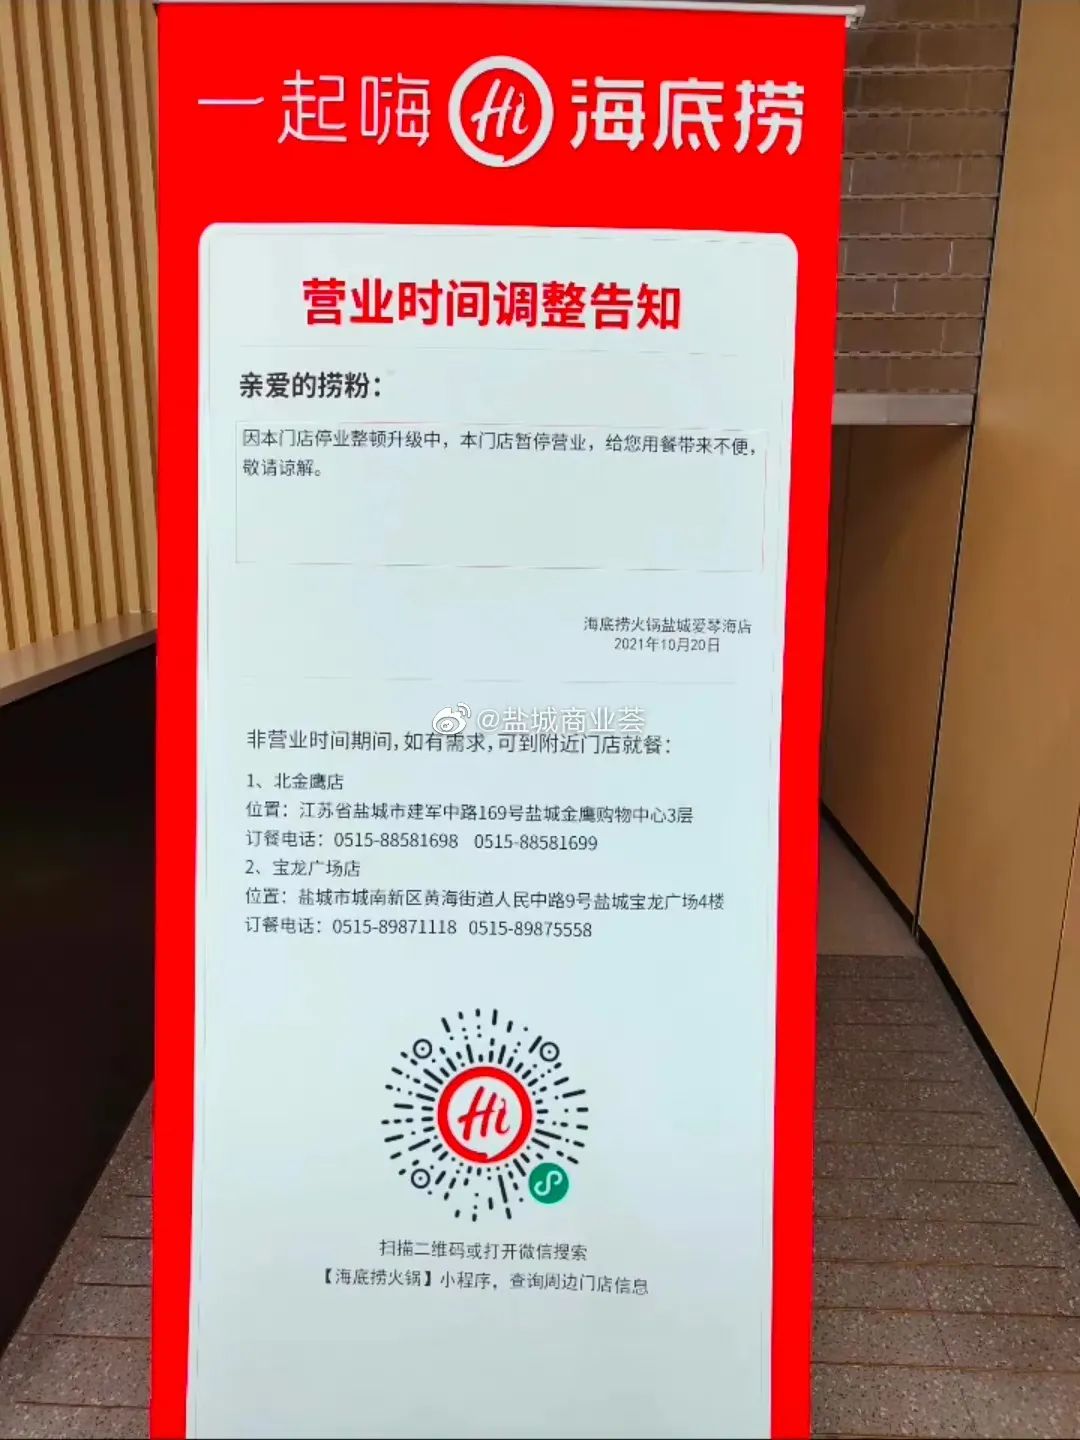 一起嗨 Hi 海底捞
营业时间调整告知
亲爱的捞粉：
因本门店停业整顿升级中，本门店暂停营业，给您用餐带来不便，
敬请谅解。
海底捞火锅盐城爱琴海店
2021年10月20日
@盐城商业荟
非营业时间期间，如有需求，可到附近门店就餐：
1、北金鹰店
位置：江苏省盐城市建军中路169号盐城金鹰购物中心3层
订餐电话：0515-88581698 0515-88581699
2、宝龙广场店
位置：盐城市城南新区黄海街道人民中路9号盐城宝龙广场4楼
订餐电话：0515-89871118 0515-89875558
Hi
扫描二维码或打开微信搜索
【海底捞火锅】小程序，查询周边门店信息